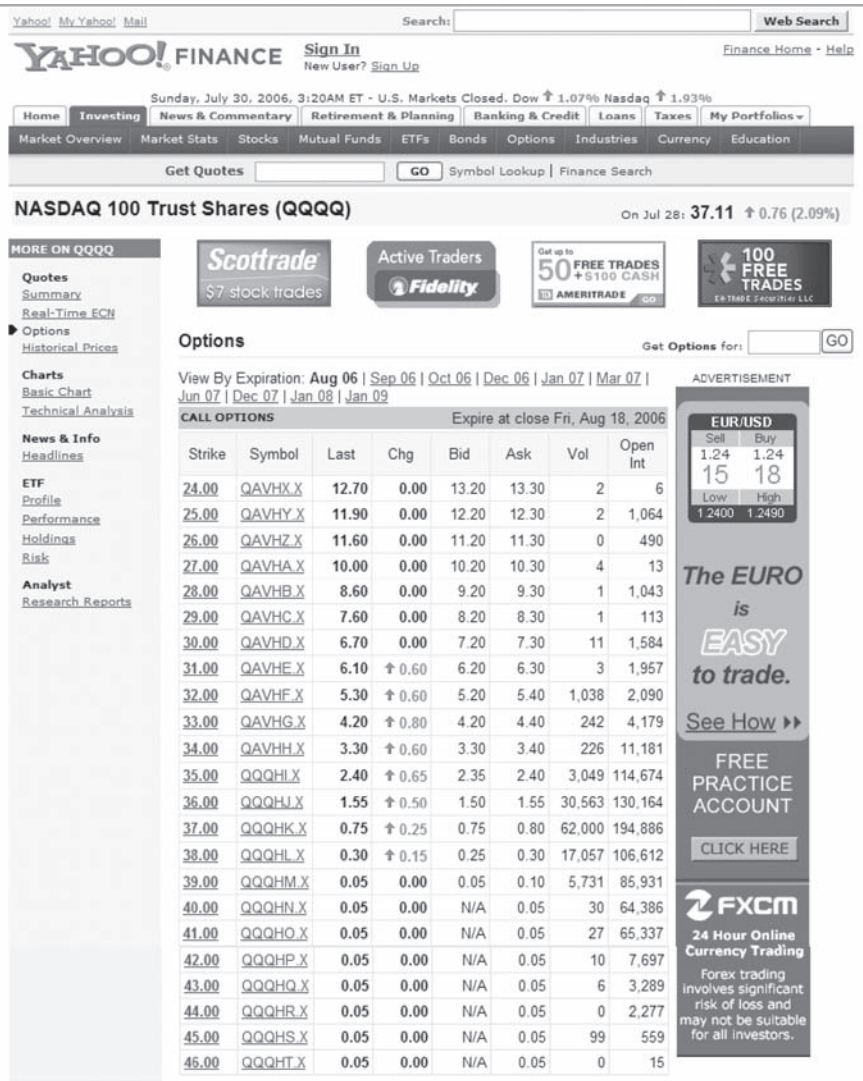 Yahoo! My Yahoo! Mail Search: Web Search
YAHOO! FINANCE Sign In
New User? Sign Up
Finance Home - Help
Sunday, July 30, 2006, 3:20AM ET - U.S. Markets Closed. Dow 1.07% Nasdaq 1.93%
Home Investing News & Commentary Retirement & Planning Banking & Credit Loans Taxes My Portfolios
Market Overview Market Stats Stocks Mutual Funds ETFs Bonds Options Industries Currency Education
Get Quotes GO Symbol Lookup | Finance Search
NASDAQ 100 Trust Shares (QQQQ) On Jul 28: 37.11 0.76 (2.09%)
MORE ON QQQQ
Quotes
Summary
Real-Time ECN
Options
Historical Prices
Charts
Basic Chart
Technical Analysis
News & Info
Headlines
ETF
Profile
Performance
Holdings
Risk
Analyst
Research Reports
Scottrade
$7 stock trades
Active Traders
Fidelity
Get up to
50 FREE TRADES
+$100 CASH
TD AMERITRADE GO
100
FREE
TRADES
E*TRADE Securities LLC
Options Get Options for: GO
View By Expiration: Aug 06 | Sep 06 | Oct 06 | Dec 06 | Jan 07 | Mar 07 |
Jun 07 | Dec 07 | Jan 08 | Jan 09
CALL OPTIONS Expire at close Fri, Aug 18, 2006
Strike Symbol Last Chg Bid Ask Vol Open Int
24.00 QAVHX.X 12.70 0.00 13.20 13.30 2 6
25.00 QAVHY.X 11.90 0.00 12.20 12.30 2 1,064
26.00 QAVHZ.X 11.60 0.00 11.20 11.30 0 490
27.00 QAVHA.X 10.00 0.00 10.20 10.30 4 13
28.00 QAVHB.X 8.60 0.00 9.20 9.30 1 1,043
29.00 QAVHC.X 7.60 0.00 8.20 8.30 1 113
30.00 QAVHD.X 6.70 0.00 7.20 7.30 11 1,584
31.00 QAVHE.X 6.10 0.60 6.20 6.30 3 1,957
32.00 QAVHF.X 5.30 0.60 5.20 5.40 1,038 2,090
33.00 QAVHG.X 4.20 0.80 4.20 4.40 242 4,179
34.00 QAVHH.X 3.30 0.60 3.30 3.40 226 11,181
35.00 QQQHI.X 2.40 0.65 2.35 2.40 3,049 114,674
36.00 QQQHJ.X 1.55 0.50 1.50 1.55 30,563 130,164
37.00 QQQHK.X 0.75 0.25 0.75 0.80 62,000 194,886
38.00 QQQHL.X 0.30 0.15 0.25 0.30 17,057 106,612
39.00 QQQHM.X 0.05 0.00 0.05 0.10 5,731 85,931
40.00 QQQHN.X 0.05 0.00 N/A 0.05 30 64,386
41.00 QQQHO.X 0.05 0.00 N/A 0.05 27 65,337
42.00 QQQHP.X 0.05 0.00 N/A 0.05 10 7,697
43.00 QQQHQ.X 0.05 0.00 N/A 0.05 6 3,289
44.00 QQQHR.X 0.05 0.00 N/A 0.05 0 2,277
45.00 QQQHS.X 0.05 0.00 N/A 0.05 99 559
46.00 QQQHT.X 0.05 0.00 N/A 0.05 0 15
ADVERTISEMENT
EUR/USD
Sell Buy
1.24 1.24
15 18
Low High
1.2400 1.2490
The EURO
is
EASY
to trade.
See How
FREE
PRACTICE
ACCOUNT
CLICK HERE
FXCM
24 Hour Online
Currency Trading
Forex trading
involves significant
risk of loss and
may not be suitable
for all investors.